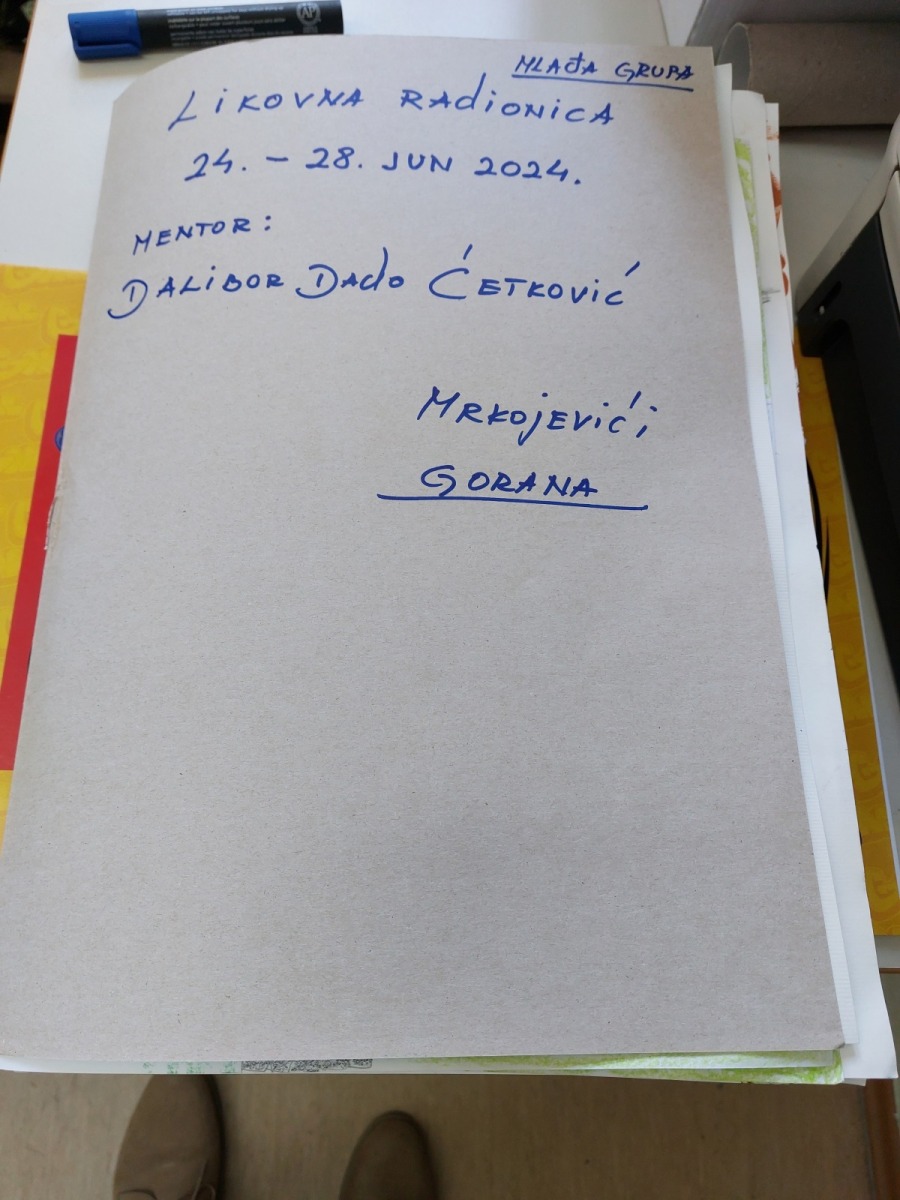 MLAĐA GRUPA
LIKOVNA RADIONICA
24. - 28. JUN 2024.
MENTOR:
DALIBOR DADO ĆETKOVIĆ
MRKOJEVIĆI
GORANA